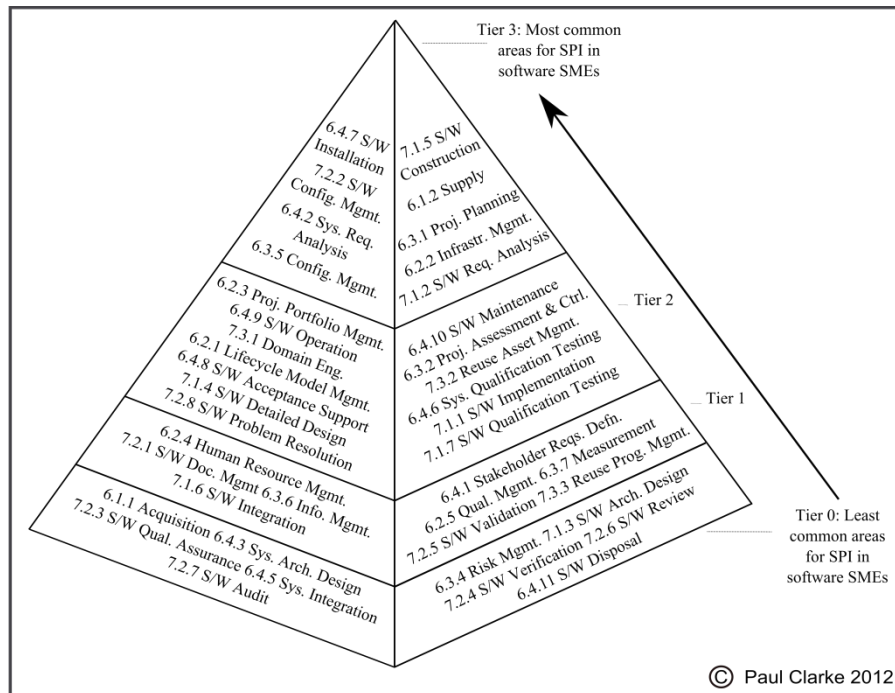 Tier 3: Most common
areas for SPI in
software SMEs
6.4.7 S/W
Installation
7.2.2 S/W
Config. Mgmt.
6.4.2 Sys. Req.
Analysis
6.3.5 Config. Mgmt.
7.1.5 S/W
Construction
6.1.2 Supply
6.3.1 Proj. Planning
6.2.2 Infrastr. Mgmt.
7.1.2 S/W Req. Analysis
Tier 2
6.2.3 Proj. Portfolio Mgmt.
6.4.9 S/W Operation
7.3.1 Domain Eng.
6.2.1 Lifecycle Model Mgmt.
6.4.8 S/W Acceptance Support
7.1.4 S/W Detailed Design
7.2.8 S/W Problem Resolution
6.4.10 S/W Maintenance
6.3.2 Proj. Assessment & Ctrl.
7.3.2 Reuse Asset Mgmt.
6.4.6 Sys. Qualification Testing
7.1.1 S/W Implementation
7.1.7 S/W Qualification Testing
Tier 1
6.2.4 Human Resource Mgmt.
7.2.1 S/W Doc. Mgmt 6.3.6 Info. Mgmt.
7.1.6 S/W Integration
6.4.1 Stakeholder Reqs. Defn.
6.2.5 Qual. Mgmt. 6.3.7 Measurement
7.2.5 S/W Validation 7.3.3 Reuse Prog. Mgmt.
Tier 0: Least
common areas
for SPI in
software SMEs
6.1.1 Acquisition 6.4.3 Sys. Arch. Design
7.2.3 S/W Qual. Assurance 6.4.5 Sys. Integration
7.2.7 S/W Audit
6.3.4 Risk Mgmt. 7.1.3 S/W Arch. Design
7.2.4 S/W Verification 7.2.6 S/W Review
6.4.11 S/W Disposal
© Paul Clarke 2012